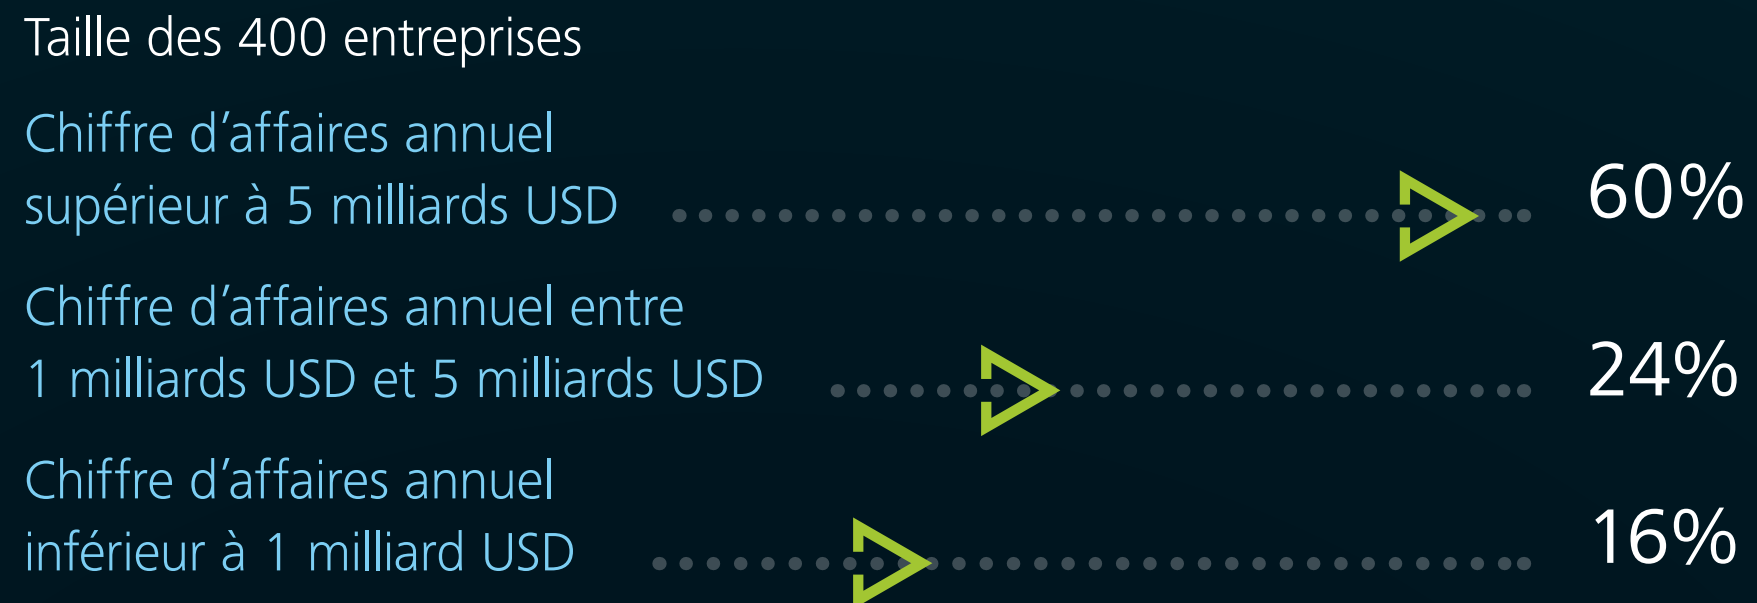 Taille des 400 entreprises
Chiffre d’affaires annuel
supérieur à 5 milliards USD 60%
Chiffre d’affaires annuel entre
1 milliards USD et 5 milliards USD 24%
Chiffre d’affaires annuel
inférieur à 1 milliard USD 16%